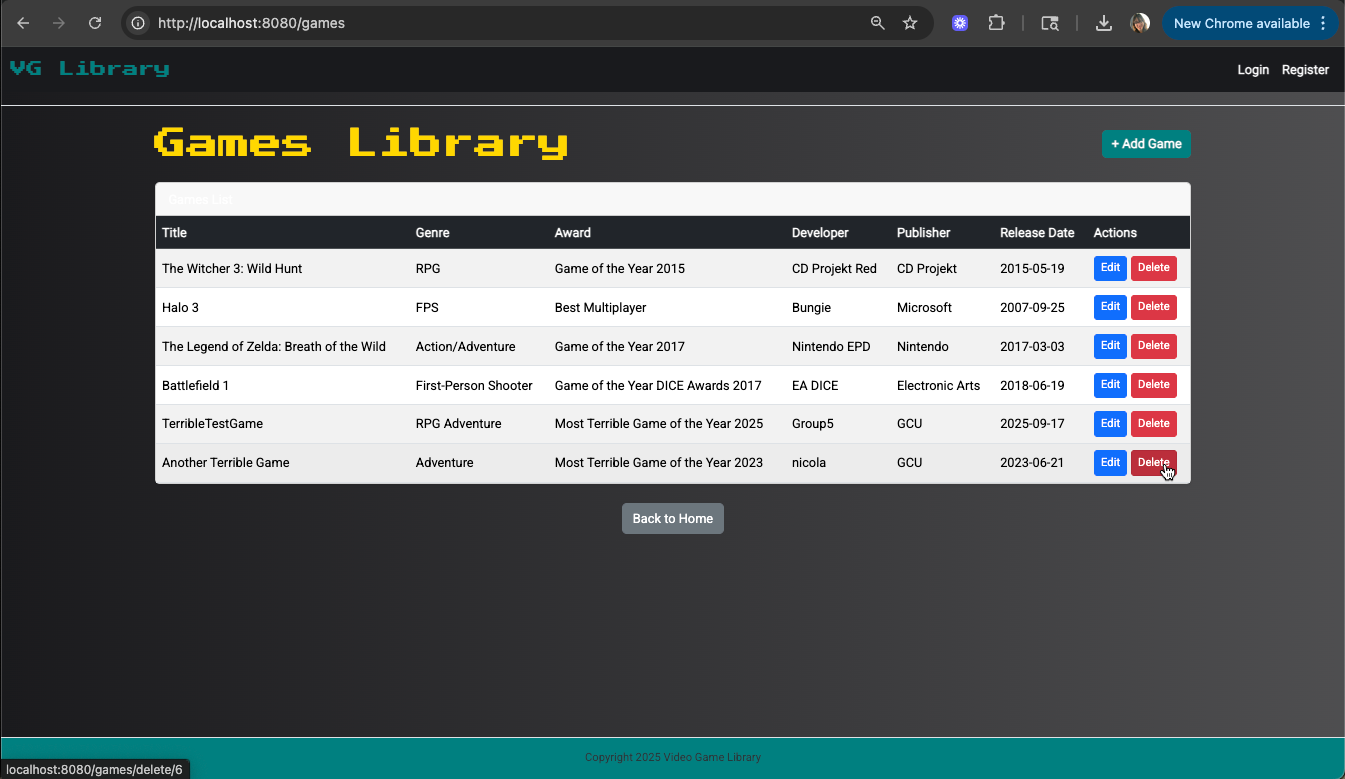 http://localhost:8080/games
New Chrome available
VG Library
Login Register
Games Library
+ Add Game
Games List
Title Genre Award Developer Publisher Release Date Actions
The Witcher 3: Wild Hunt RPG Game of the Year 2015 CD Projekt Red CD Projekt 2015-05-19 Edit Delete
Halo 3 FPS Best Multiplayer Bungie Microsoft 2007-09-25 Edit Delete
The Legend of Zelda: Breath of the Wild Action/Adventure Game of the Year 2017 Nintendo EPD Nintendo 2017-03-03 Edit Delete
Battlefield 1 First-Person Shooter Game of the Year DICE Awards 2017 EA DICE Electronic Arts 2018-06-19 Edit Delete
TerribleTestGame RPG Adventure Most Terrible Game of the Year 2025 Group5 GCU 2025-09-17 Edit Delete
Another Terrible Game Adventure Most Terrible Game of the Year 2023 nicola GCU 2023-06-21 Edit Delete
Back to Home
Copyright 2025 Video Game Library
localhost:8080/games/delete/6